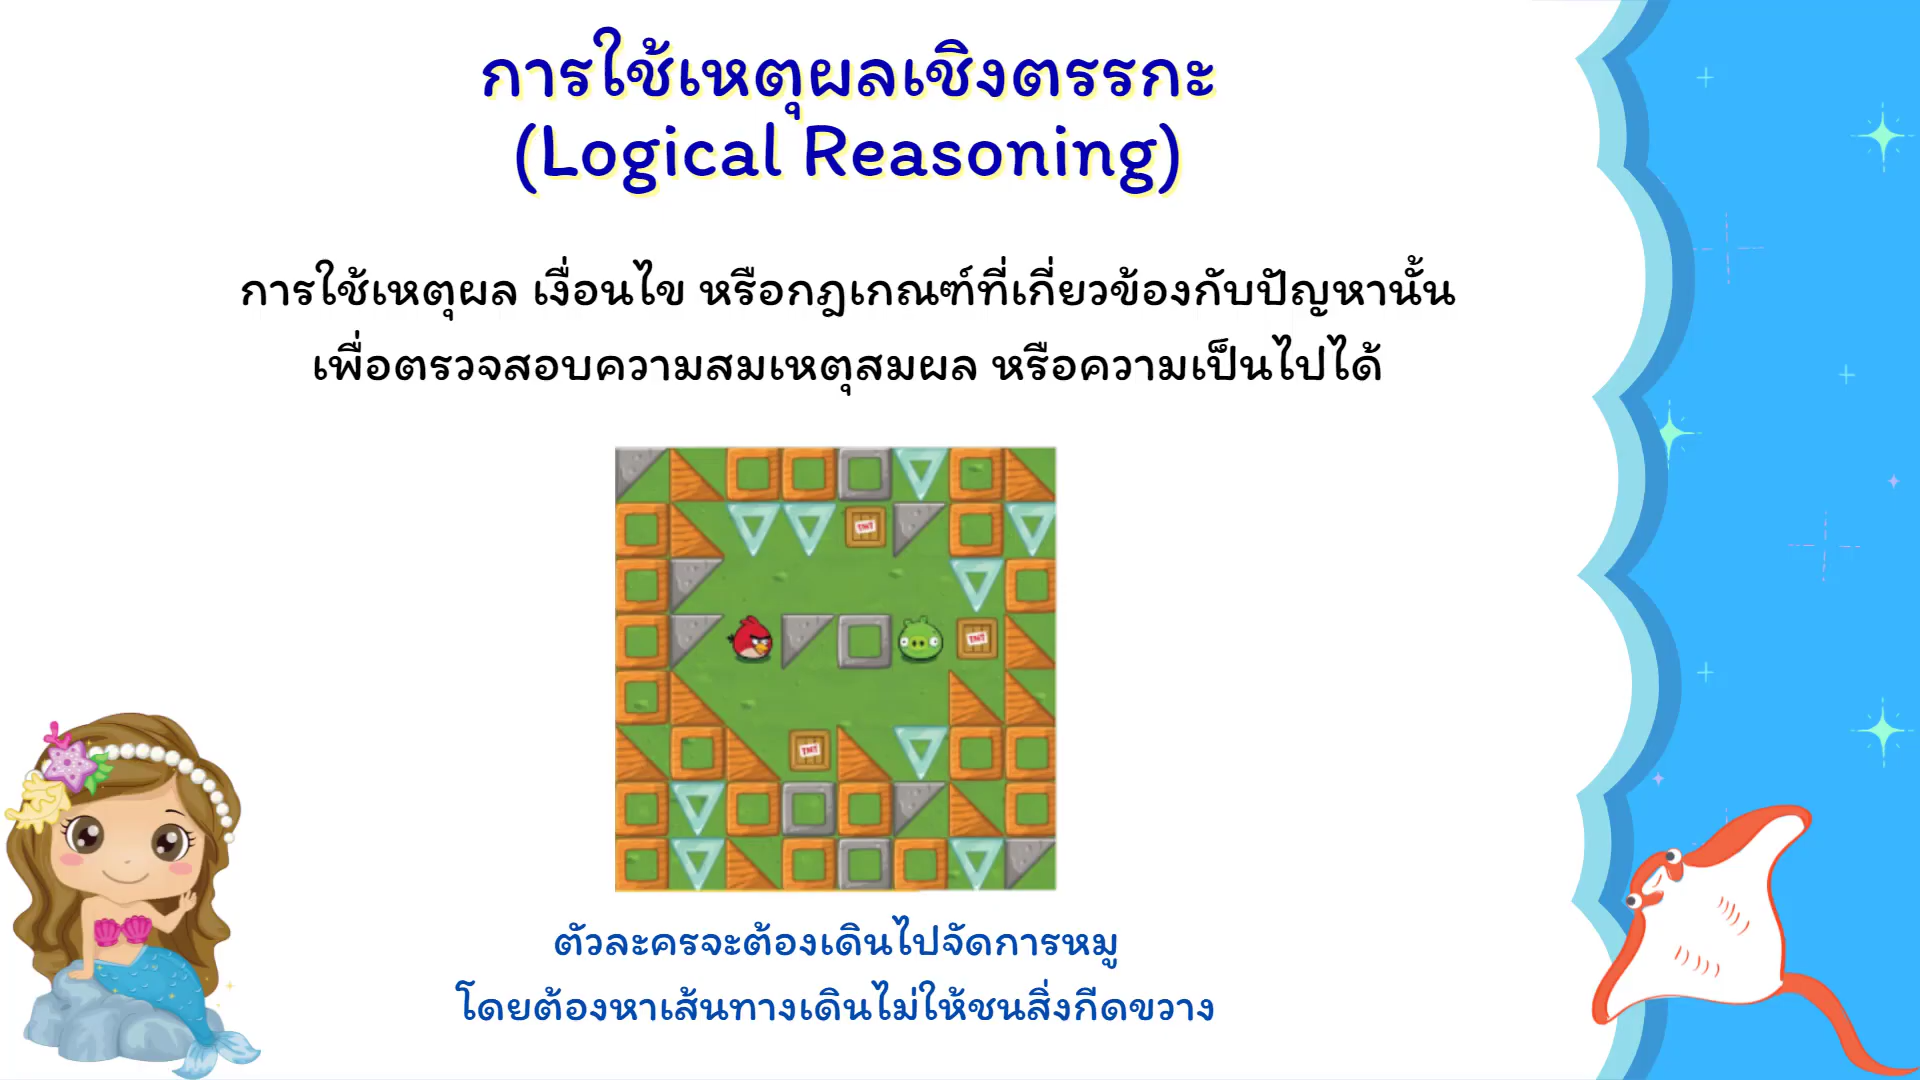 การใช้เหตุผลเชิงตรรกะ
(Logical Reasoning)
การใช้เหตุผล เงื่อนไข หรือกฎเกณฑ์ที่เกี่ยวข้องกับปัญหานั้น
เพื่อตรวจสอบความสมเหตุสมผล หรือความเป็นไปได้
TNT
TNT
TNT
ตัวละครจะต้องเดินไปจัดการหมู
โดยต้องหาเส้นทางเดินไม่ให้ชนสิ่งกีดขวาง